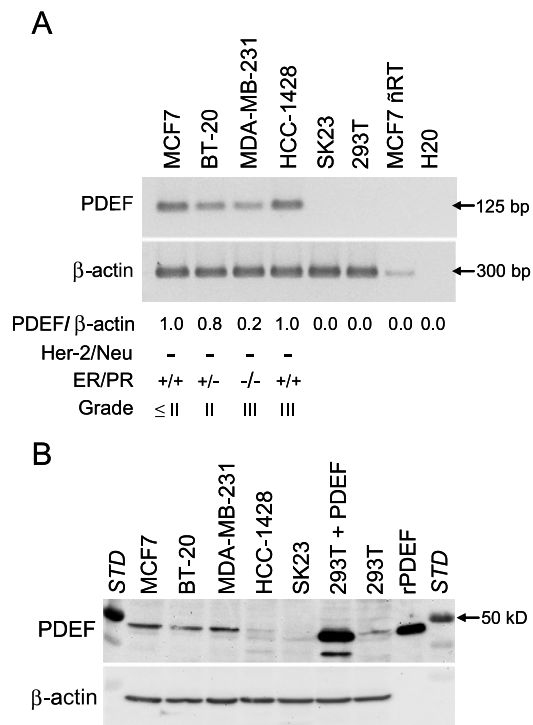 A
MCF7 BT-20 MDA-MB-231 HCC-1428 SK23 293T MCF7 ñRT H20
PDEF 125 bp
β-actin 300 bp
PDEF/ β-actin 1.0 0.8 0.2 1.0 0.0 0.0 0.0 0.0
Her-2/Neu - - - -
ER/PR +/+ +/- -/- +/+
Grade ≤ II II III III
B
STD MCF7 BT-20 MDA-MB-231 HCC-1428 SK23 293T + PDEF 293T rPDEF STD
PDEF 50 kD
β-actin